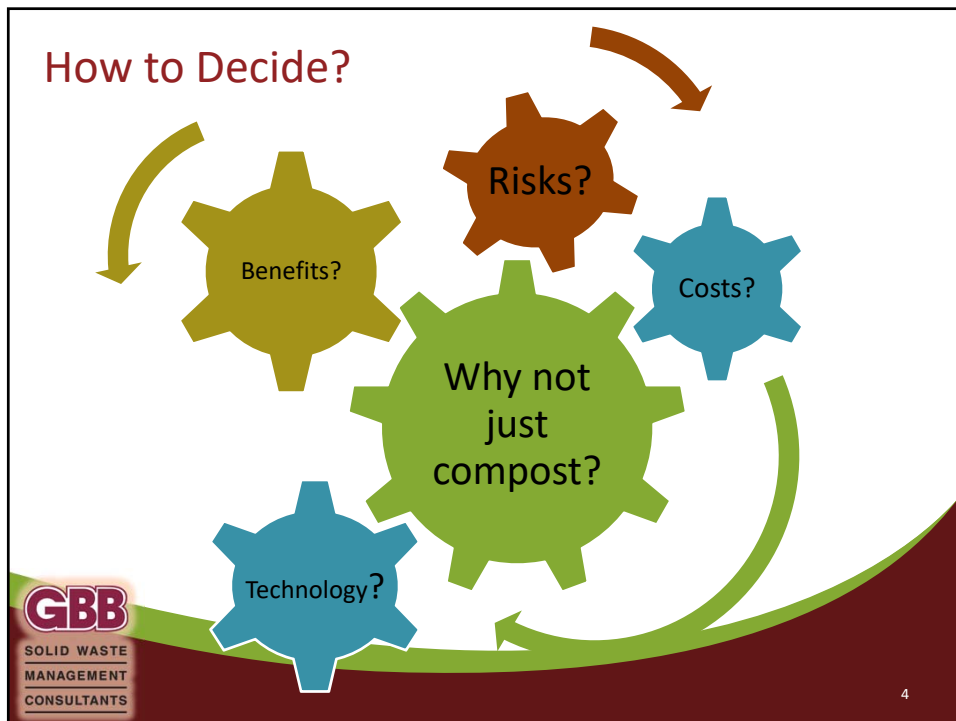 How to Decide?
Risks?
Benefits?
Costs?
Why not
just
compost?
Technology?
GBB
SOLID WASTE
MANAGEMENT
CONSULTANTS
4